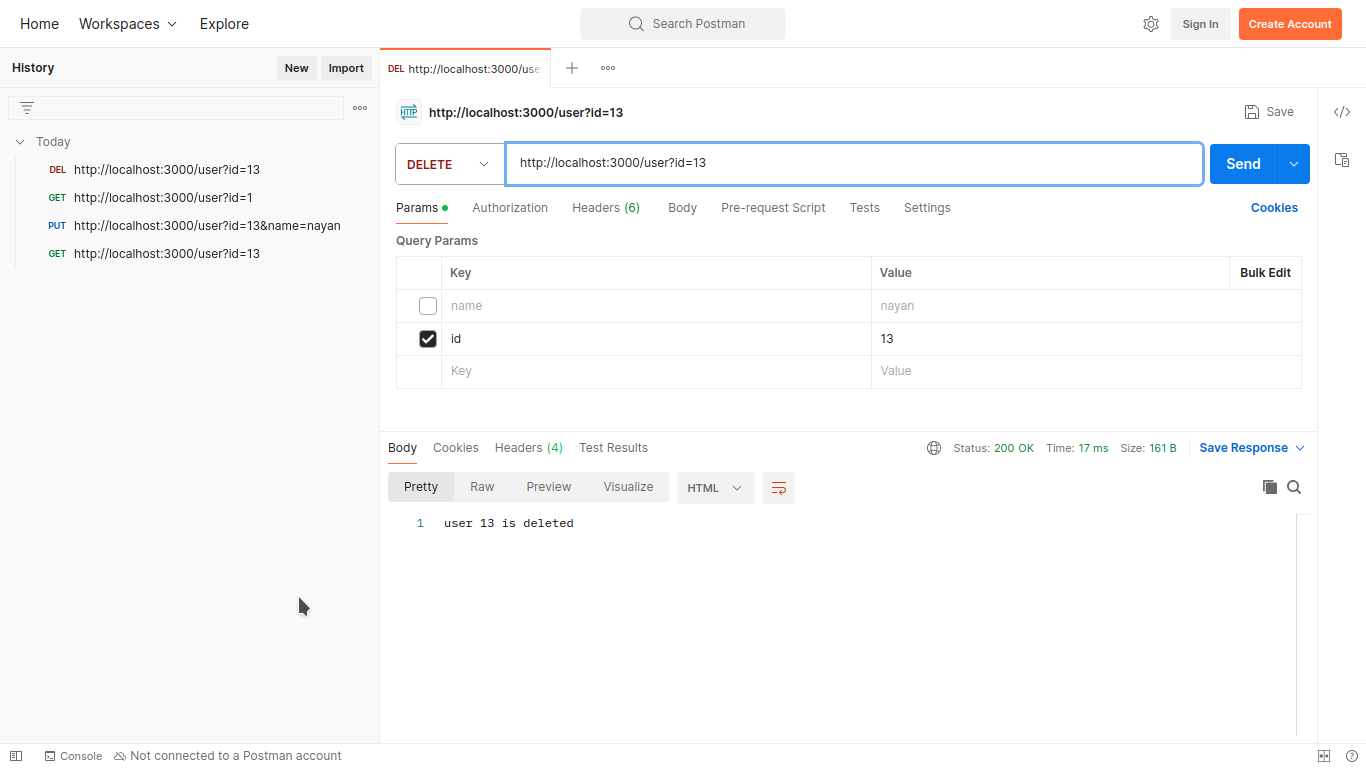 Home Workspaces Explore Search Postman Sign In Create Account
History New Import DEL http://localhost:3000/use
HTTP http://localhost:3000/user?id=13 Save
Today
DEL http://localhost:3000/user?id=13
GET http://localhost:3000/user?id=1
PUT http://localhost:3000/user?id=13&name=nayan
GET http://localhost:3000/user?id=13
DELETE http://localhost:3000/user?id=13 Send
Params Authorization Headers (6) Body Pre-request Script Tests Settings Cookies
Query Params
Key Value Bulk Edit
name nayan
id 13
Key Value
Body Cookies Headers (4) Test Results Status: 200 OK Time: 17 ms Size: 161 B Save Response
Pretty Raw Preview Visualize HTML
1 user 13 is deleted
Console Not connected to a Postman account